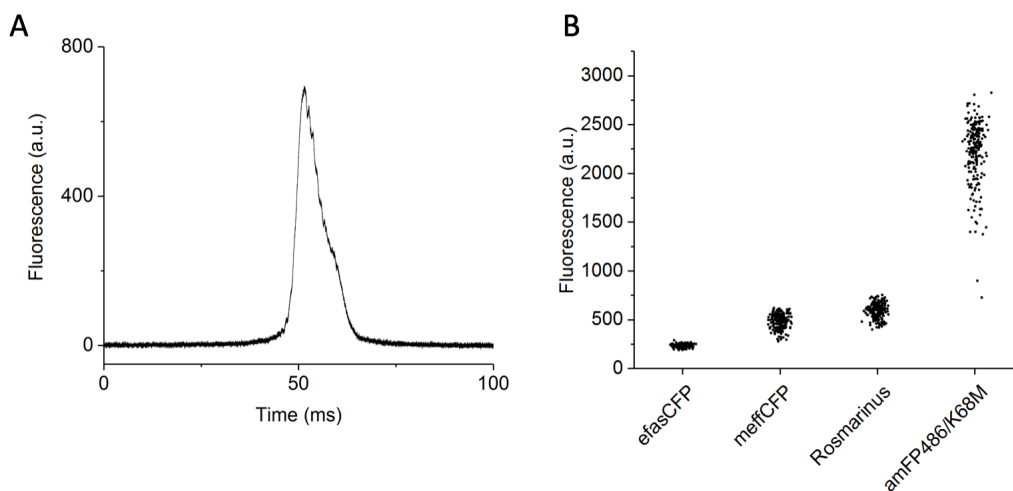 A
Fluorescence (a.u.)
800
400
0
0
50
100
Time (ms)
B
Fluorescence (a.u.)
3000
2500
2000
1500
1000
500
0
efasCFP
meffCFP
Rosmarinus
amFP486/K68M